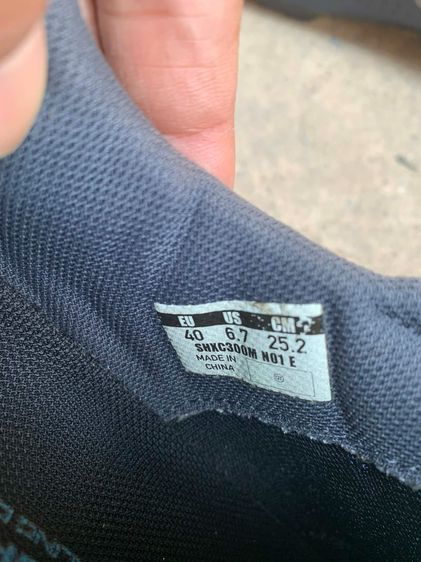 EU US CM
40 6.7 25.2
SHXC300M N01 E
MADE IN
CHINA